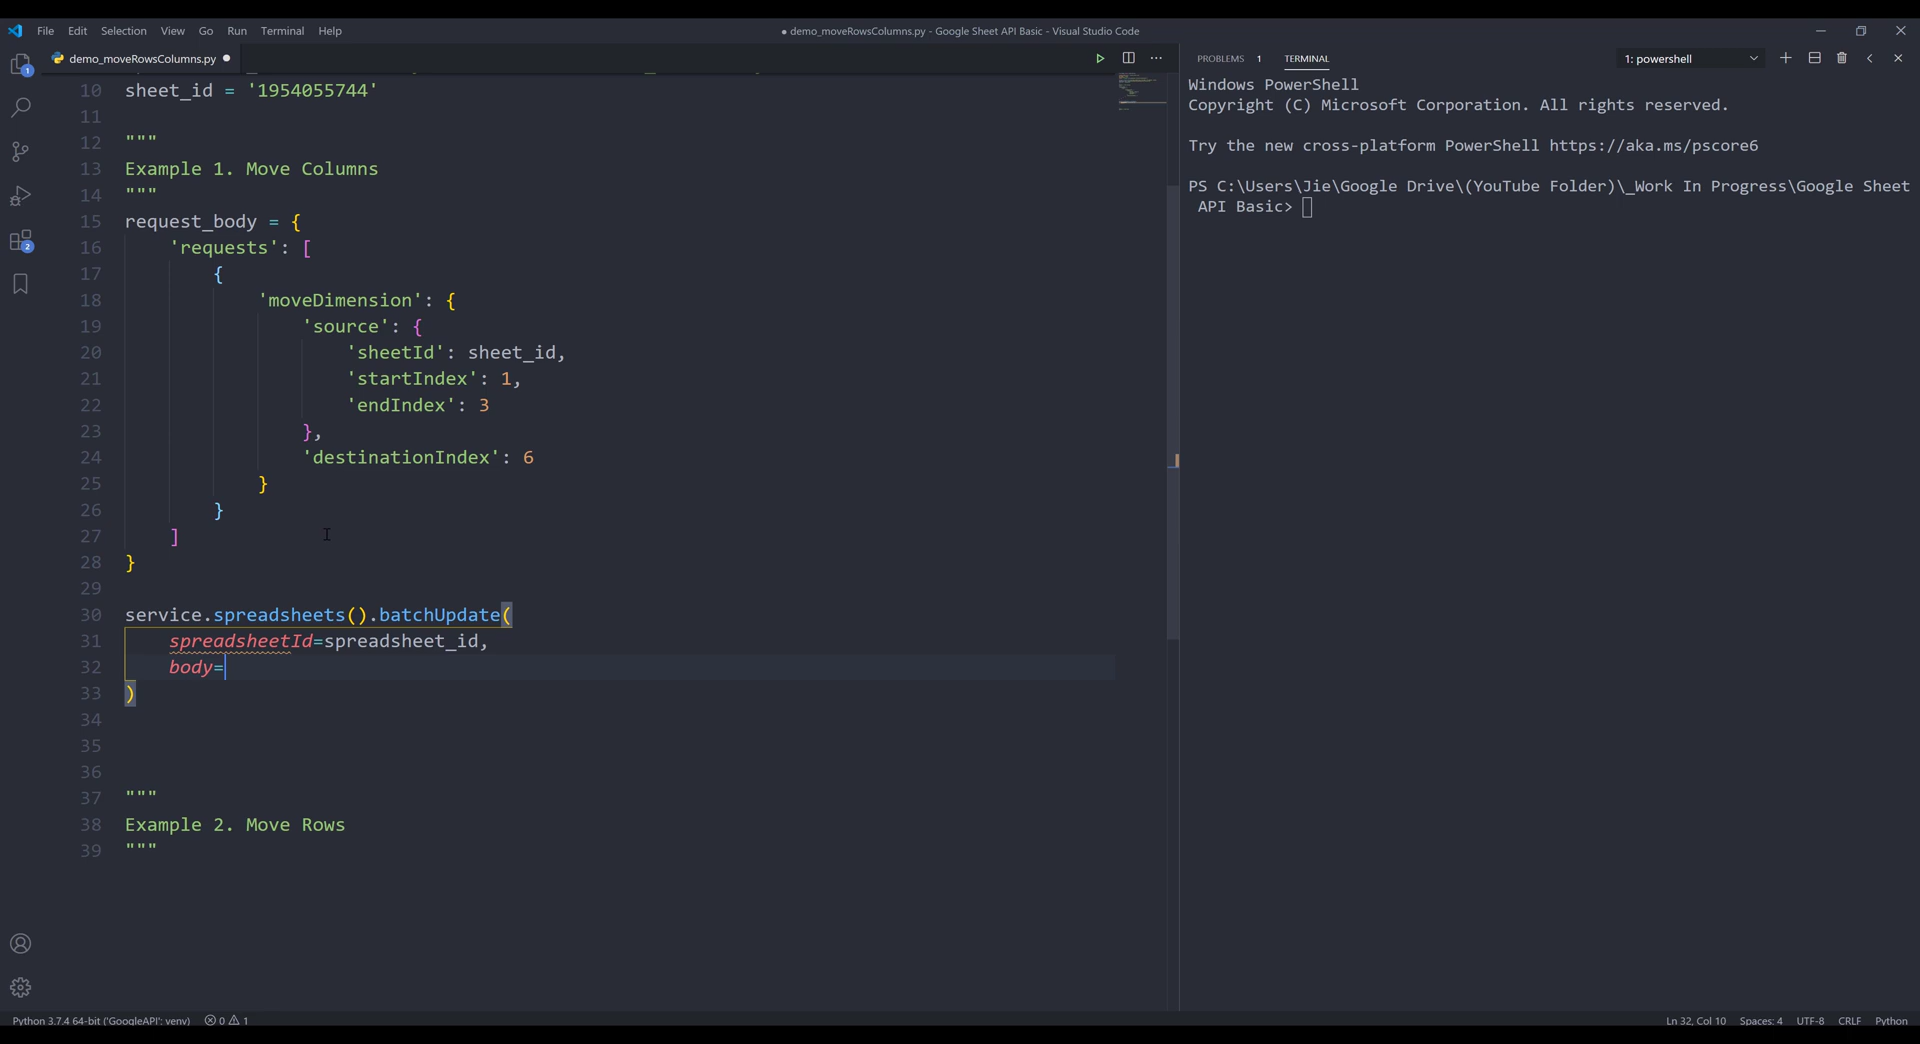 File Edit Selection View Go Run Terminal Help
● demo_moveRowsColumns.py - Google Sheet API Basic - Visual Studio Code
demo_moveRowsColumns.py
10 sheet_id = '1954055744'
11
12 """
13 Example 1. Move Columns
14 """
15 request_body = {
16 'requests': [
17 {
18 'moveDimension': {
19 'source': {
20 'sheetId': sheet_id,
21 'startIndex': 1,
22 'endIndex': 3
23 },
24 'destinationIndex': 6
25 }
26 }
27 ]
28 }
29
30 service.spreadsheets().batchUpdate(
31 spreadsheetId=spreadsheet_id,
32 body=
33 )
34
35
36
37 """
38 Example 2. Move Rows
39 """
PROBLEMS 1 TERMINAL 1: powershell
Windows PowerShell
Copyright (C) Microsoft Corporation. All rights reserved.
Try the new cross-platform PowerShell https://aka.ms/pscore6
PS C:\Users\Jie\Google Drive\(YouTube Folder)\_Work In Progress\Google Sheet
API Basic>
1
2
Python 3.7.4 64-bit ('GoogleAPI': venv) 0 1 Ln 32, Col 10 Spaces: 4 UTF-8 CRLF Python